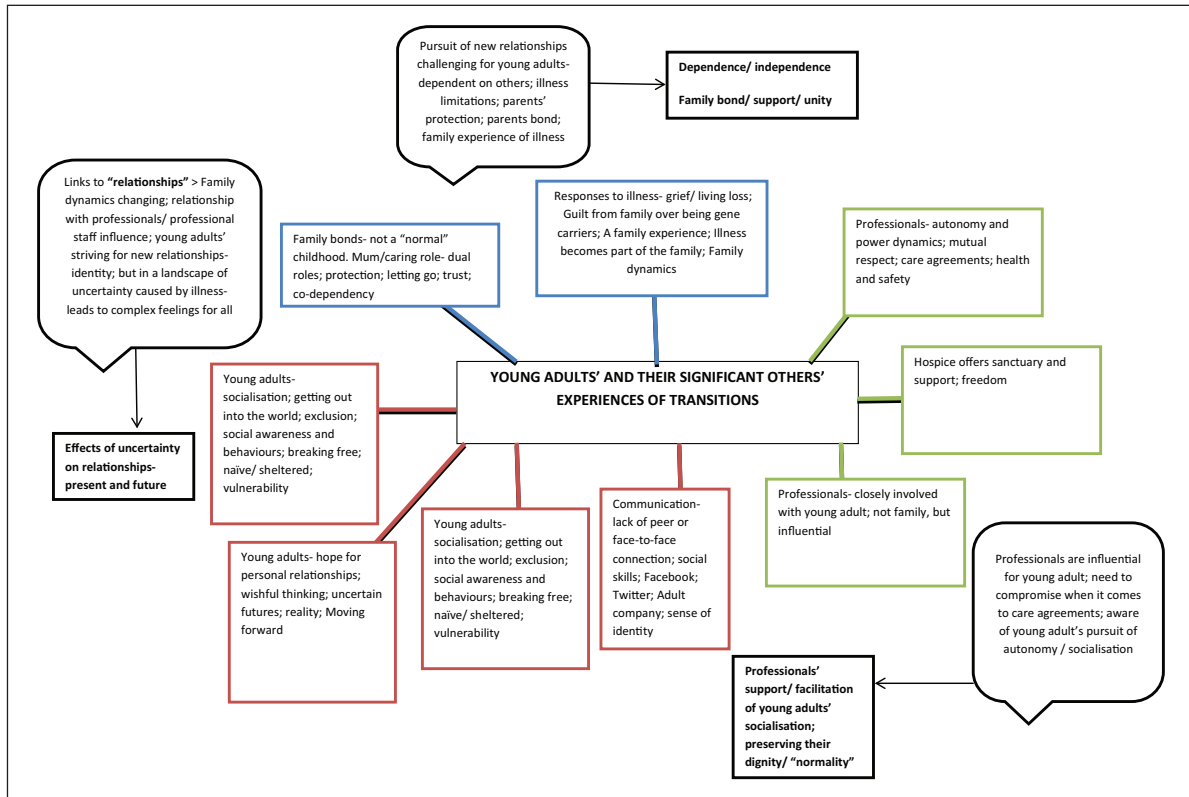 Pursuit of new relationships
challenging for young adults-
dependent on others; illness
limitations; parents'
protection; parents bond;
family experience of illness
Dependence/ independence
Family bond/ support/ unity
Links to “relationships” > Family
dynamics changing; relationship
with professionals/ professional
staff influence; young adults’
striving for new relationships-
identity; but in a landscape of
uncertainty caused by illness-
leads to complex feelings for all
Family bonds- not a “normal”
childhood. Mum/caring role- dual
roles; protection; letting go; trust;
co-dependency
Responses to illness- grief/ living loss;
Guilt from family over being gene
carriers; A family experience; Illness
becomes part of the family; Family
dynamics
Professionals- autonomy and
power dynamics; mutual
respect; care agreements; health
and safety
YOUNG ADULTS’ AND THEIR SIGNIFICANT OTHERS’
EXPERIENCES OF TRANSITIONS
Hospice offers sanctuary and
support; freedom
Young adults-
socialisation; getting out
into the world; exclusion;
social awareness and
behaviours; breaking free;
naïve/ sheltered;
vulnerability
Effects of uncertainty
on relationships-
present and future
Professionals- closely involved
with young adult; not family, but
influential
Communication-
lack of peer or
face-to-face
connection; social
skills; Facebook;
Twitter; Adult
company; sense of
identity
Young adults-
socialisation; getting out
into the world; exclusion;
social awareness and
behaviours; breaking free;
naïve/ sheltered;
vulnerability
Young adults- hope for
personal relationships;
wishful thinking; uncertain
futures; reality; Moving
forward
Professionals are influential
for young adult; need to
compromise when it comes
to care agreements; aware
of young adult’s pursuit of
autonomy / socialisation
Professionals’
support/ facilitation
of young adults’
socialisation;
preserving their
dignity/ “normality”